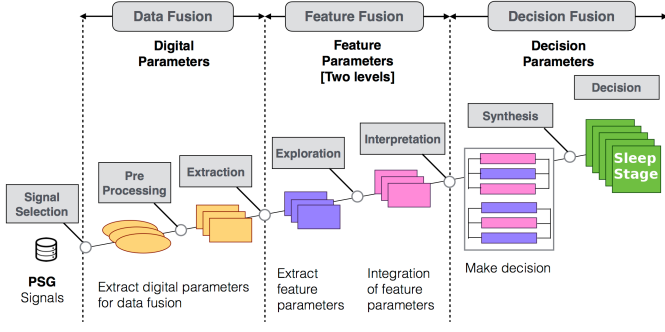 Data Fusion
Feature Fusion
Decision Fusion
Digital
Parameters
Feature
Parameters
[Two levels]
Decision
Parameters
Decision
Synthesis
Interpretation
Exploration
Extraction
Pre
Processing
Signal
Selection
Sleep
Stage
PSG
Signals
Extract digital parameters
for data fusion
Extract
feature
parameters
Integration
of feature
parameters
Make decision